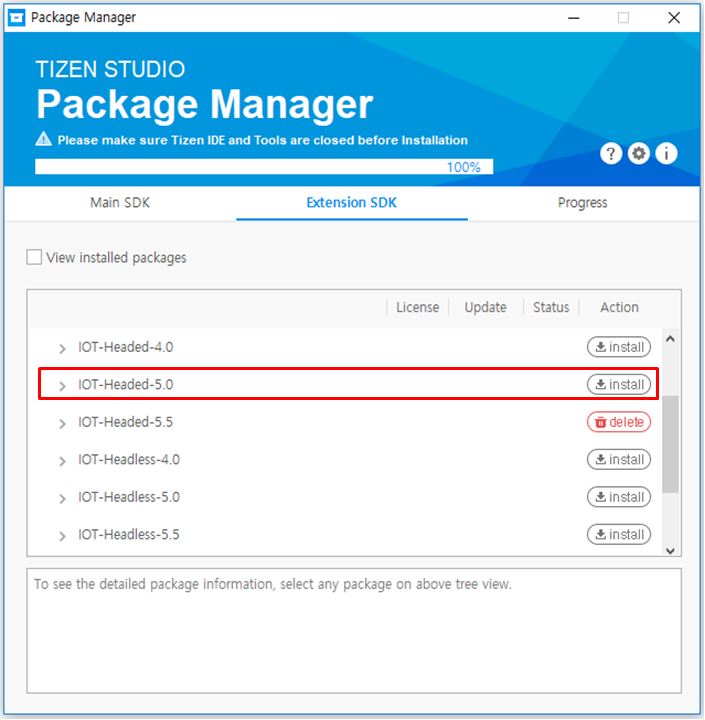 Package Manager
TIZEN STUDIO
Package Manager
Please make sure Tizen IDE and Tools are closed before Installation
100%
Main SDK Extension SDK Progress
View installed packages
License Update Status Action
IOT-Headed-4.0 install
IOT-Headed-5.0 install
IOT-Headed-5.5 delete
IOT-Headless-4.0 install
IOT-Headless-5.0 install
IOT-Headless-5.5 install
To see the detailed package information, select any package on above tree view.